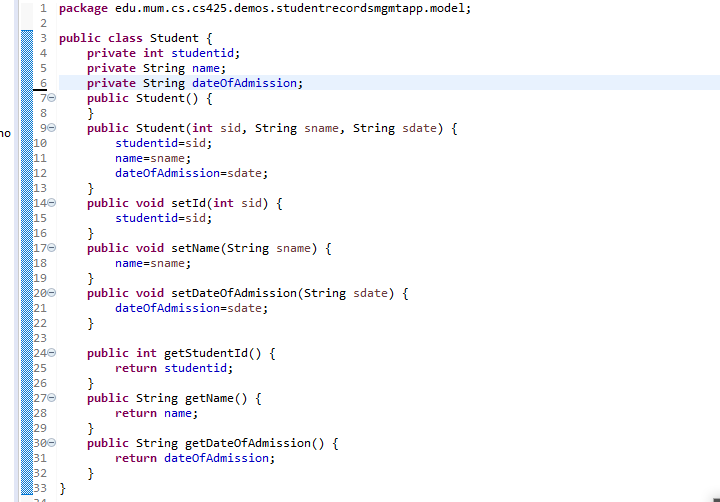 1 package edu.mum.cs.cs425.demos.studentrecordsmgmtapp.model;
2
3 public class Student {
4     private int studentid;
5     private String name;
6     private String dateOfAdmission;
7     public Student() {
8     }
9     public Student(int sid, String sname, String sdate) {
10         studentid=sid;
11         name=sname;
12         dateOfAdmission=sdate;
13     }
14     public void setId(int sid) {
15         studentid=sid;
16     }
17     public void setName(String sname) {
18         name=sname;
19     }
20     public void setDateOfAdmission(String sdate) {
21         dateOfAdmission=sdate;
22     }
23
24     public int getStudentId() {
25         return studentid;
26     }
27     public String getName() {
28         return name;
29     }
30     public String getDateOfAdmission() {
31         return dateOfAdmission;
32     }
33 }